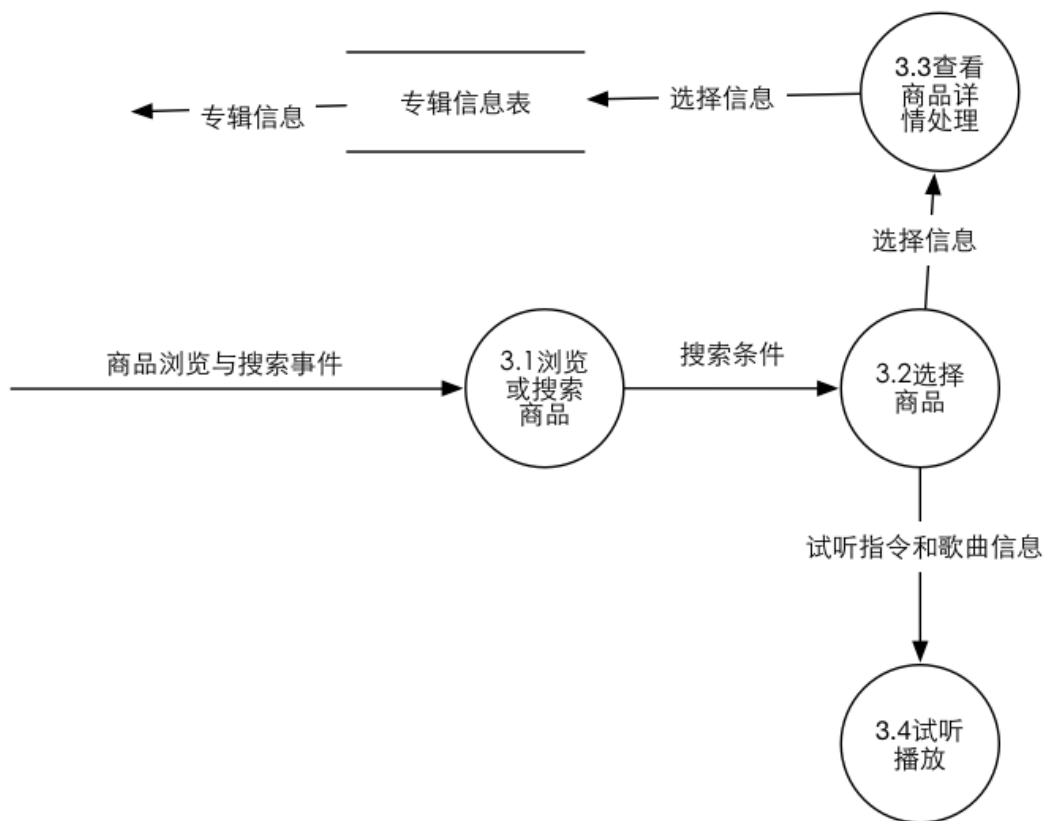 3.3查看
商品详
情处理
专辑信息
专辑信息表
选择信息
选择信息
商品浏览与搜索事件
3.1浏览
或搜索
商品
搜索条件
3.2选择
商品
试听指令和歌曲信息
3.4试听
播放